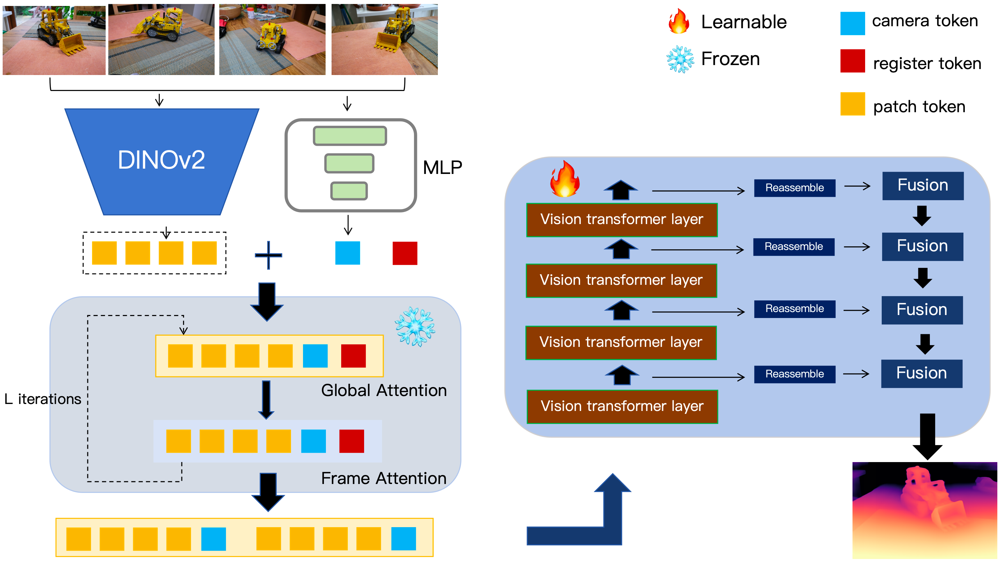 Learnable
Frozen
camera token
register token
patch token
DINOv2
MLP
Global Attention
L iterations
Frame Attention
Reassemble
Fusion
Vision transformer layer
Reassemble
Fusion
Vision transformer layer
Reassemble
Fusion
Vision transformer layer
Reassemble
Fusion
Vision transformer layer